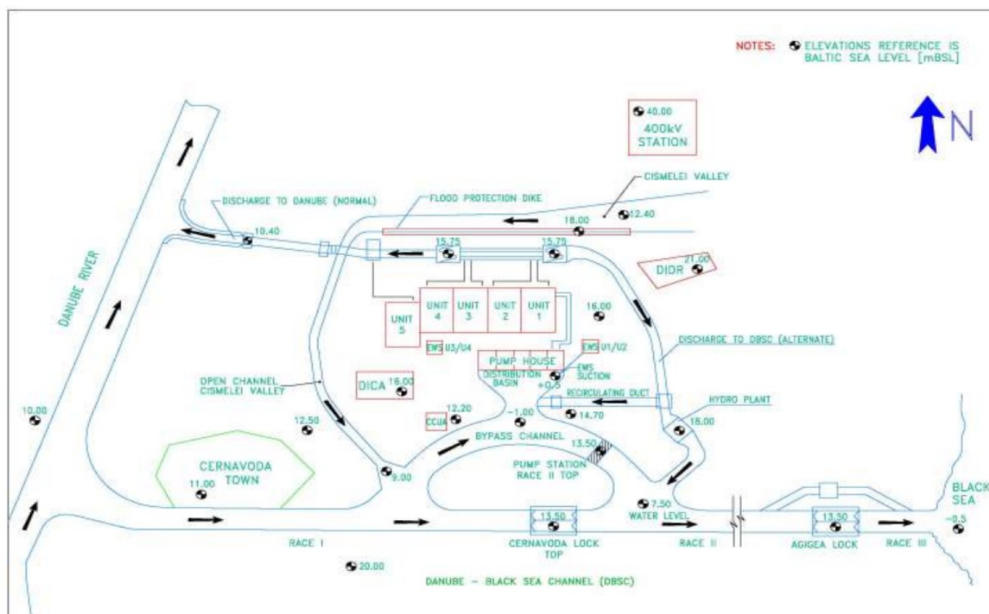 NOTES: ELEVATIONS REFERENCE IS
BALTIC SEA LEVEL [mBSL]
40.00
400kV
STATION
N
CISMELEI VALLEY
DISCHARGE TO DANUBE (NORMAL)
FLOOD PROTECTION DIKE
12.40
18.00
10.40
15.75
15.75
21.00
DIDR
DANUBE RIVER
UNIT
5
UNIT
4
UNIT
3
UNIT
2
UNIT
1
16.00
DISCHARGE TO DBSC (ALTERNATE)
EWS U3/U4
EWS U1/U2
PUMP HOUSE
DISTRIBUTION
BASIN
EWS
SUCTION
+0.5
OPEN CHANNEL
CISMELEI VALLEY
DICA
16.00
RECIRCULATING DUCT
HYDRO PLANT
10.00
12.50
CCUA
12.20
-1.00
14.70
18.00
BYPASS CHANNEL
13.50
CERNAVODA
TOWN
9.00
PUMP STATION
RACE II TOP
11.00
7.50
WATER LEVEL
BLACK
SEA
-0.5
13.50
13.50
RACE I
CERNAVODA LOCK
TOP
RACE II
AGIGEA LOCK
RACE III
20.00
DANUBE - BLACK SEA CHANNEL (DBSC)